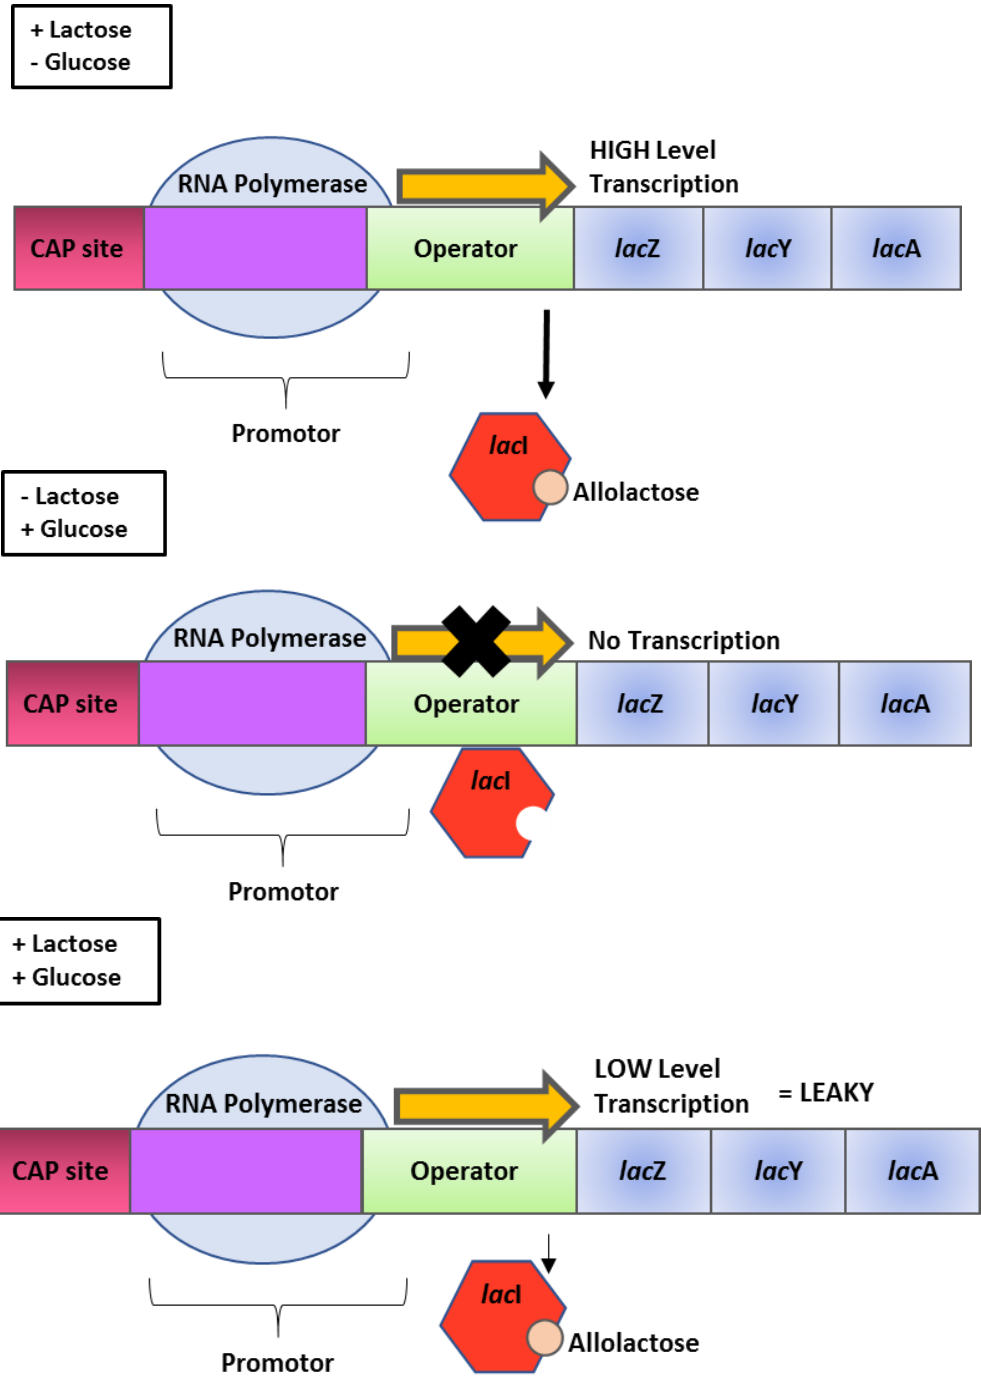 + Lactose
- Glucose
HIGH Level
Transcription
RNA Polymerase
CAP site
Operator
lacZ
lacY
lacA
Promotor
lacI
Allolactose
- Lactose
+ Glucose
RNA Polymerase
No Transcription
CAP site
Operator
lacZ
lacY
lacA
lacI
Promotor
+ Lactose
+ Glucose
LOW Level
Transcription
= LEAKY
RNA Polymerase
CAP site
Operator
lacZ
lacY
lacA
lacI
Allolactose
Promotor